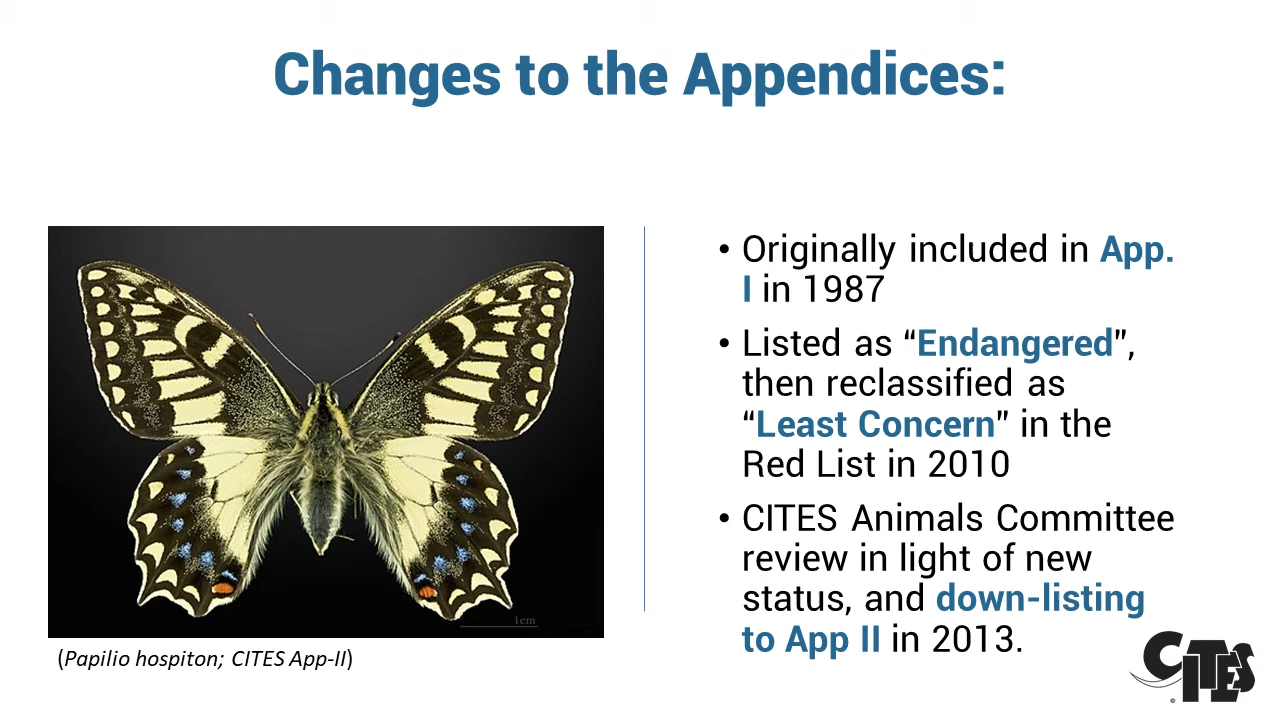 Changes to the Appendices:
• Originally included in App.
I in 1987
• Listed as “Endangered”,
then reclassified as
“Least Concern” in the
Red List in 2010
• CITES Animals Committee
review in light of new
status, and down-listing
to App II in 2013.
1cm
(Papilio hospiton; CITES App-II)
CITES
©